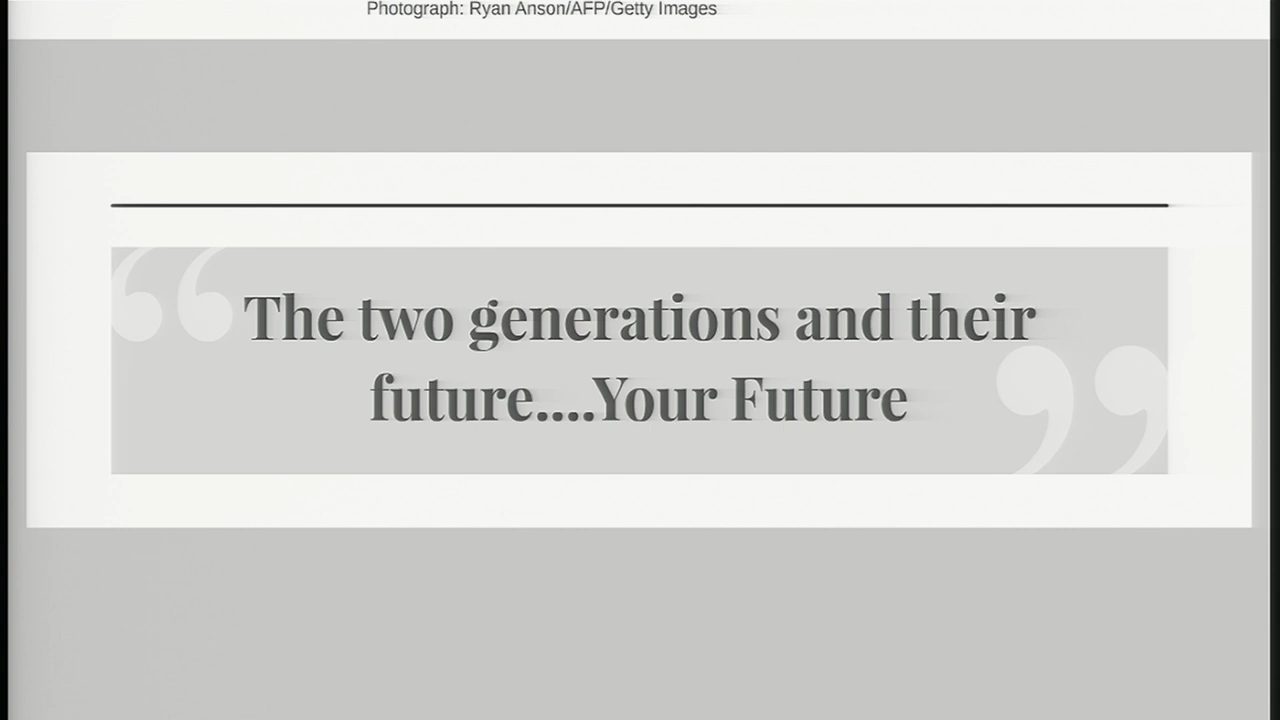 Photograph: Ryan Anson/AFP/Getty Images
The two generations and their
future....Your Future